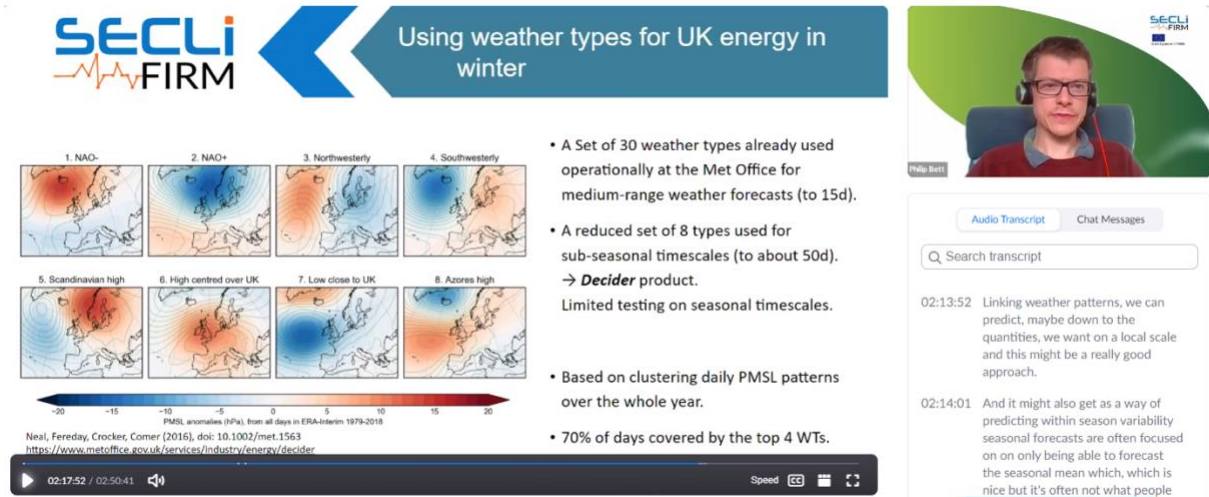 SECLi
FIRM
Using weather types for UK energy in
winter
1. NAO-
2. NAO+
3. Northwesterly
4. Southwesterly
5. Scandinavian high
6. High centred over UK
7. Low close to UK
8. Azores high
−20 −15 −10 −5 0 5 10 15 20
PMSL anomalies (hPa), from all days in ERA-Interim 1979-2018
Neal, Fereday, Crocker, Comer (2016), doi: 10.1002/met.1563
https://www.metoffice.gov.uk/services/industry/energy/decider
• A Set of 30 weather types already used
operationally at the Met Office for
medium-range weather forecasts (to 15d).
• A reduced set of 8 types used for
sub-seasonal timescales (to about 50d).
→ Decider product.
Limited testing on seasonal timescales.
• Based on clustering daily PMSL patterns
over the whole year.
• 70% of days covered by the top 4 WTs.
02:17:52 / 02:50:41
Speed
CC
SECLi
FIRM
Philip Bett
Audio Transcript
Chat Messages
Search transcript
02:13:52 Linking weather patterns, we can
predict, maybe down to the
quantities, we want on a local scale
and this might be a really good
approach.
02:14:01 And it might also get as a way of
predicting within season variability
seasonal forecasts are often focused
on on only being able to forecast
the seasonal mean which, which is
nice but it's often not what people